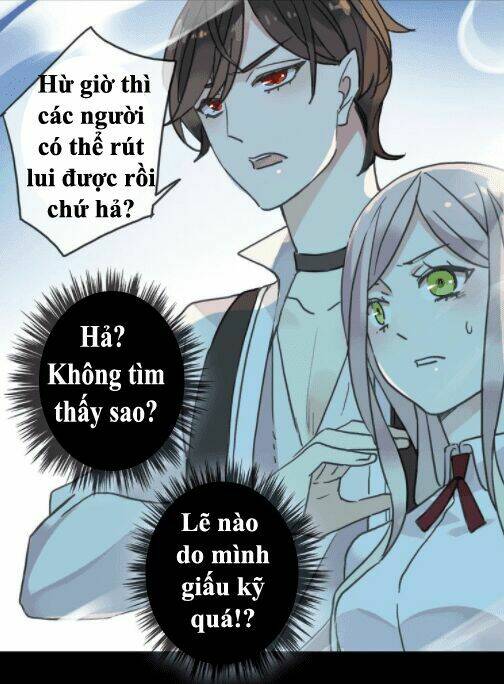 Hừ giờ thì
các người
có thể rút
lui được rồi
chứ hả?
Hả?
Không tìm
thấy sao?
Lẽ nào
do mình
giấu kỹ
quá!?